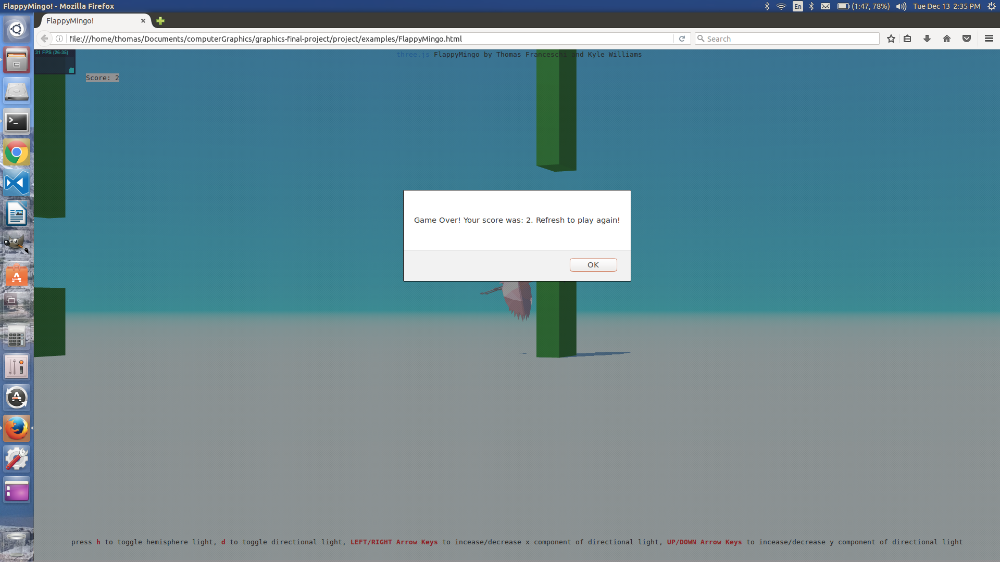 FlappyMingo! - Mozilla Firefox
En
(1:47, 78%)
Tue Dec 13 2:35 PM
FlappyMingo!
file:///home/thomas/Documents/computerGraphics/graphics-final-project/project/examples/FlappyMingo.html
Search
31 FPS (26-35)
three.js FlappyMingo by Thomas Franceschi and Kyle Williams
Score: 2
Game Over! Your score was: 2. Refresh to play again!
OK
press h to toggle hemisphere light, d to toggle directional light, LEFT/RIGHT Arrow Keys to incease/decrease x component of directional light, UP/DOWN Arrow Keys to incease/decrease y component of directional light